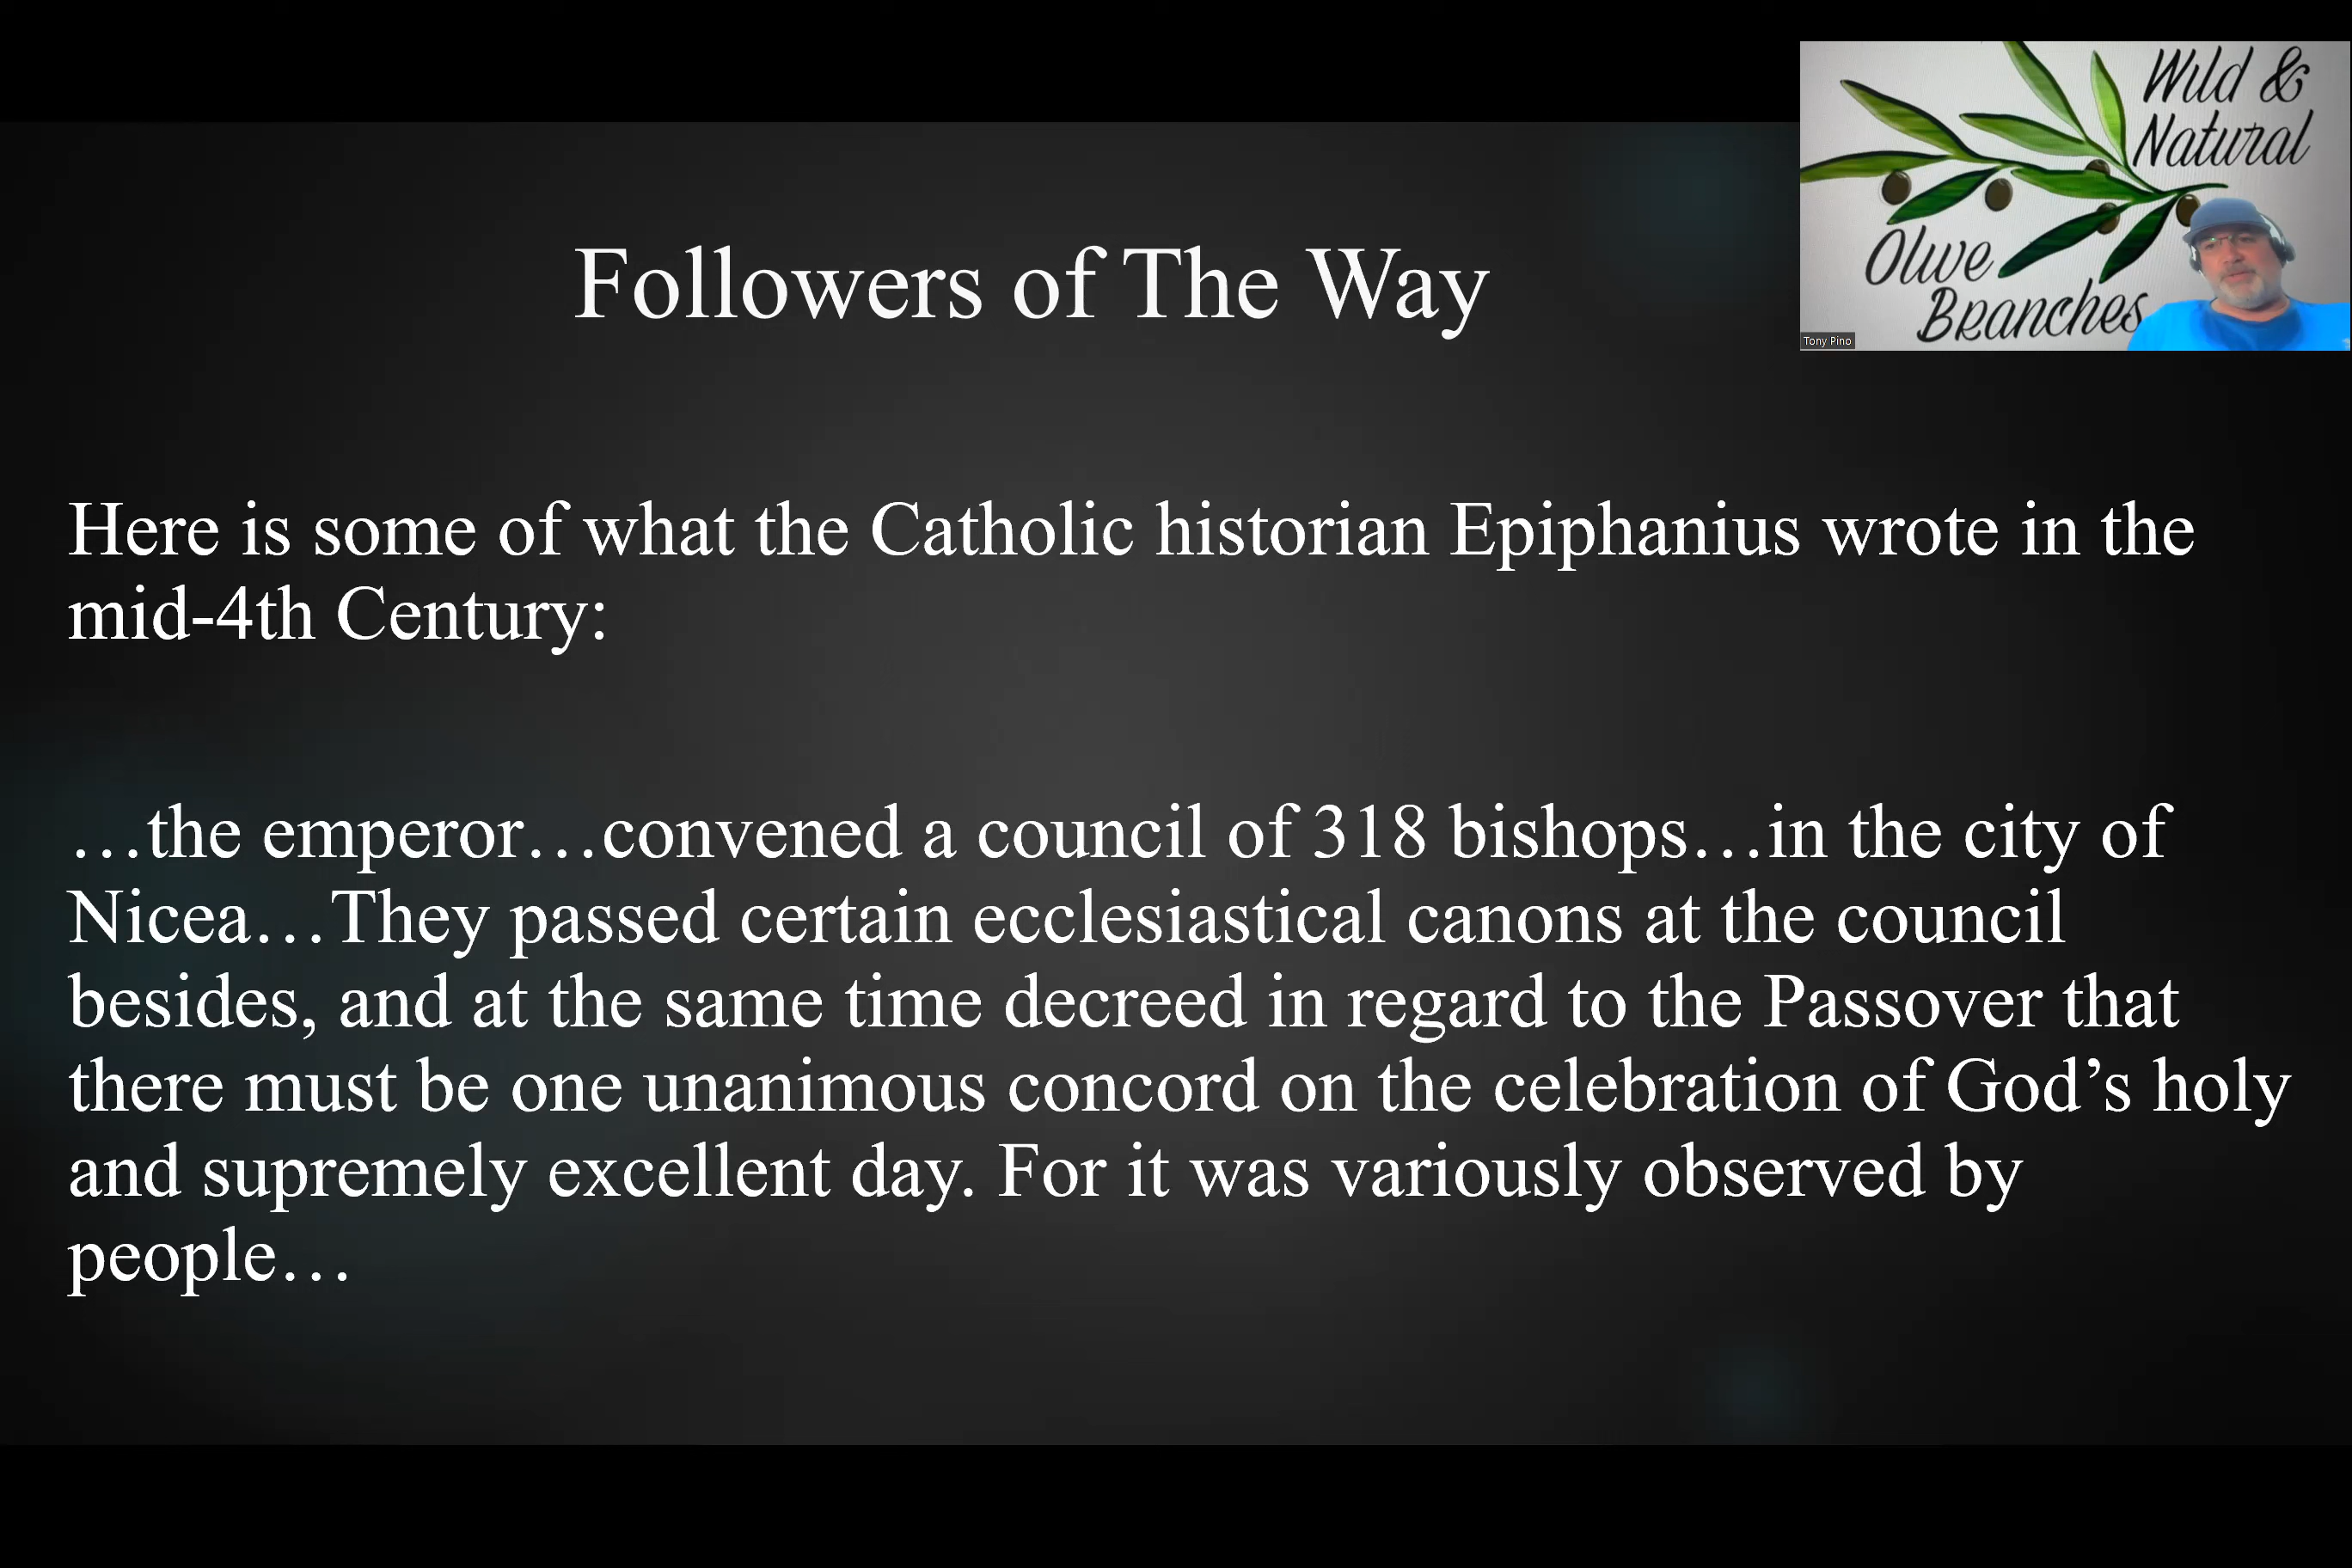 Wild &
Natural
Olive
Branches
Tony Pino
Followers of The Way
Here is some of what the Catholic historian Epiphanius wrote in the
mid-4th Century:
…the emperor…convened a council of 318 bishops…in the city of
Nicea…They passed certain ecclesiastical canons at the council
besides, and at the same time decreed in regard to the Passover that
there must be one unanimous concord on the celebration of God’s holy
and supremely excellent day. For it was variously observed by
people…